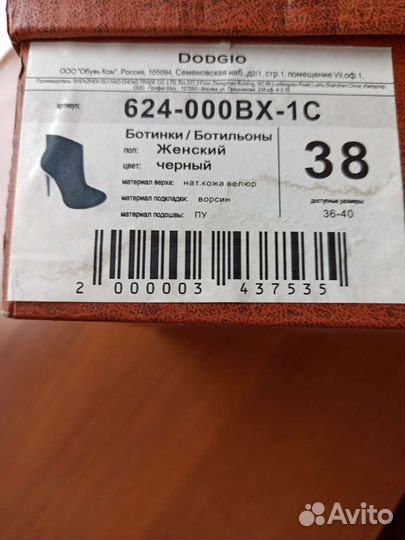 DODGIO
ООО "Обувь Ком", Россия, 105094, Семеновская наб.,д2/1, стр.1, помещение VII,оф.1.
артикул:
624-000BX-1C
Ботинки / Ботильоны
пол: Женский
цвет: черный
материал верха: нат.кожа велюр
материал подкладки: ворсин
материал подошвы: ПУ
38
доступные размеры:
36-40
2 000003 437535
Avito